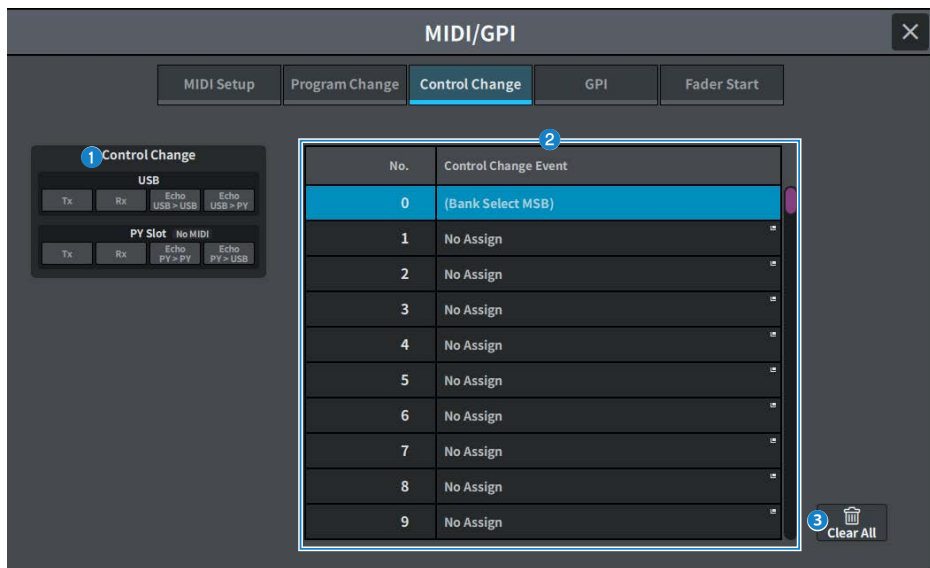 MIDI/GPI
MIDI Setup Program Change Control Change GPI Fader Start
1 Control Change
USB
Tx Rx Echo USB > USB Echo USB > PY
PY Slot No MIDI
Tx Rx Echo PY > PY Echo PY > USB
2
No. Control Change Event
0 (Bank Select MSB)
1 No Assign
2 No Assign
3 No Assign
4 No Assign
5 No Assign
6 No Assign
7 No Assign
8 No Assign
9 No Assign
3 Clear All